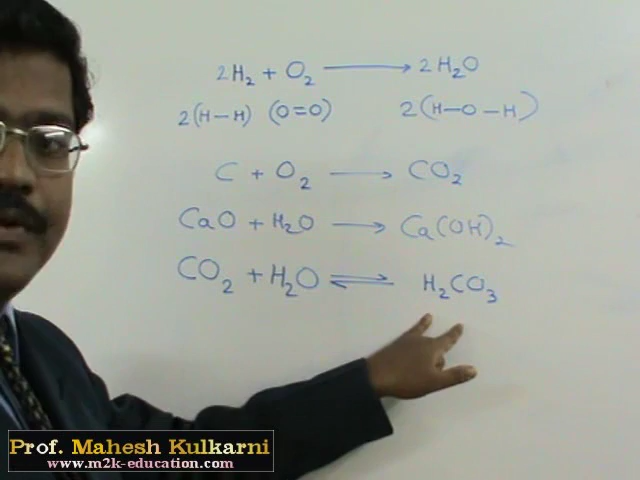 2H₂ + O₂ ⟶ 2H₂O
2(H−H) (O=O) 2(H−O−H)
C + O₂ ⟶ CO₂
CaO + H₂O ⟶ Ca(OH)₂
CO₂ + H₂O ⇌ H₂CO₃
Prof. Mahesh Kulkarni
www.m2k-education.com